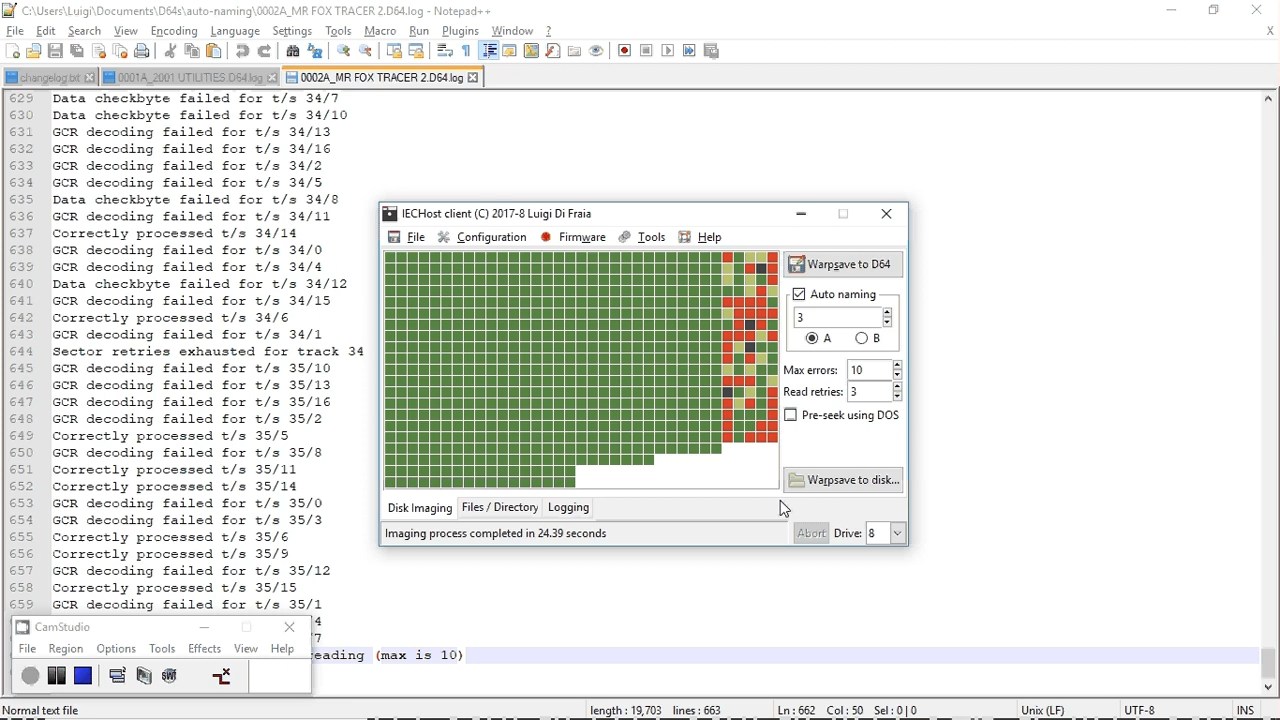 C:\Users\Luigi\Documents\D64s\auto-naming\0002A_MR FOX TRACER 2.D64.log - Notepad++
File Edit Search View Encoding Language Settings Tools Macro Run Plugins Window ?
X
changelog.txt 0001A_2001 UTILITIES.D64.log 0002A_MR FOX TRACER 2.D64.log
629 Data checkbyte failed for t/s 34/7
630 Data checkbyte failed for t/s 34/10
631 GCR decoding failed for t/s 34/13
632 GCR decoding failed for t/s 34/16
633 GCR decoding failed for t/s 34/2
634 GCR decoding failed for t/s 34/5
635 Data checkbyte failed for t/s 34/8
636 GCR decoding failed for t/s 34/11
637 Correctly processed t/s 34/14
638 GCR decoding failed for t/s 34/0
639 GCR decoding failed for t/s 34/4
640 Data checkbyte failed for t/s 34/12
641 GCR decoding failed for t/s 34/15
642 Correctly processed t/s 34/6
643 GCR decoding failed for t/s 34/1
644 Sector retries exhausted for track 34
645 GCR decoding failed for t/s 35/10
646 GCR decoding failed for t/s 35/13
647 GCR decoding failed for t/s 35/16
648 GCR decoding failed for t/s 35/2
649 Correctly processed t/s 35/5
650 GCR decoding failed for t/s 35/8
651 Correctly processed t/s 35/11
652 Correctly processed t/s 35/14
653 GCR decoding failed for t/s 35/0
654 GCR decoding failed for t/s 35/3
655 Correctly processed t/s 35/6
656 Correctly processed t/s 35/9
657 GCR decoding failed for t/s 35/12
658 Correctly processed t/s 35/15
659 GCR decoding failed for t/s 35/1
4
/7
eading (max is 10)
IECHost client (C) 2017-8 Luigi Di Fraia
File Configuration Firmware Tools Help
Warpsave to D64
Auto naming
3
A B
Max errors: 10
Read retries: 3
Pre-seek using DOS
Warpsave to disk...
Disk Imaging Files / Directory Logging
Imaging process completed in 24.39 seconds
Abort Drive: 8
CamStudio
File Region Options Tools Effects View Help
SWF
Normal text file length : 19,703 lines : 663 Ln : 662 Col : 50 Sel : 0 | 0 Unix (LF) UTF-8 INS